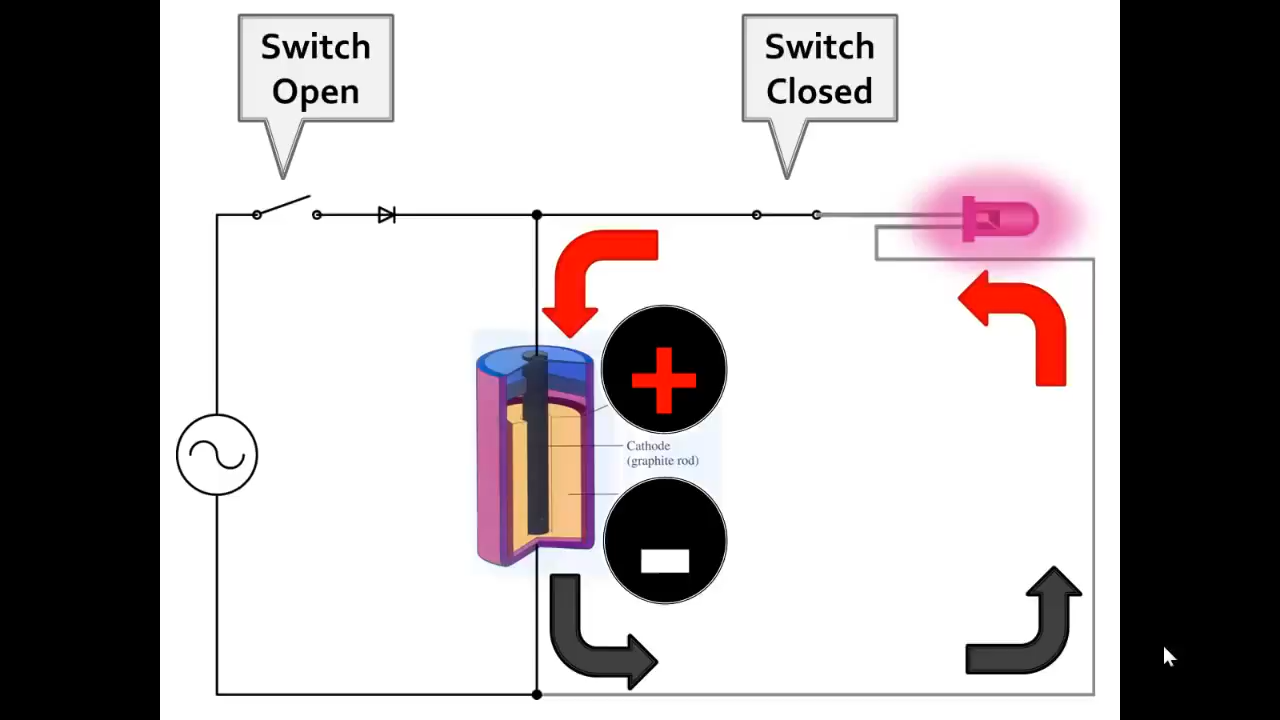 Switch
Open
Switch
Closed
Cathode
(graphite rod)